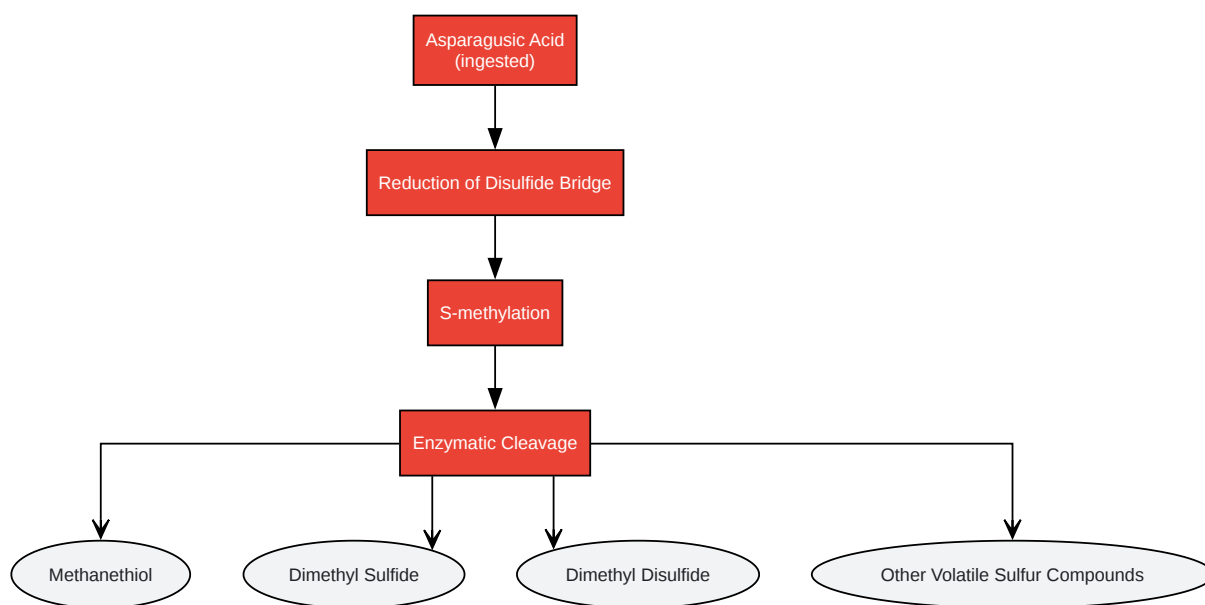 Asparagusic Acid
(ingested)
Reduction of Disulfide Bridge
S-methylation
Enzymatic Cleavage
Methanethiol
Dimethyl Sulfide
Dimethyl Disulfide
Other Volatile Sulfur Compounds